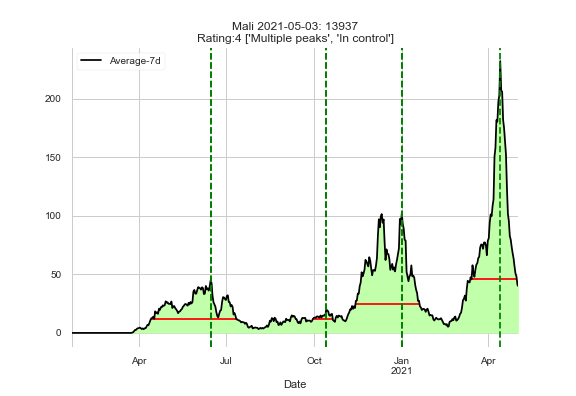 Mali 2021-05-03: 13937
Rating:4 ['Multiple peaks', 'In control']
Average-7d
200
150
100
50
0
Apr
Jul
Oct
Jan
2021
Apr
Date